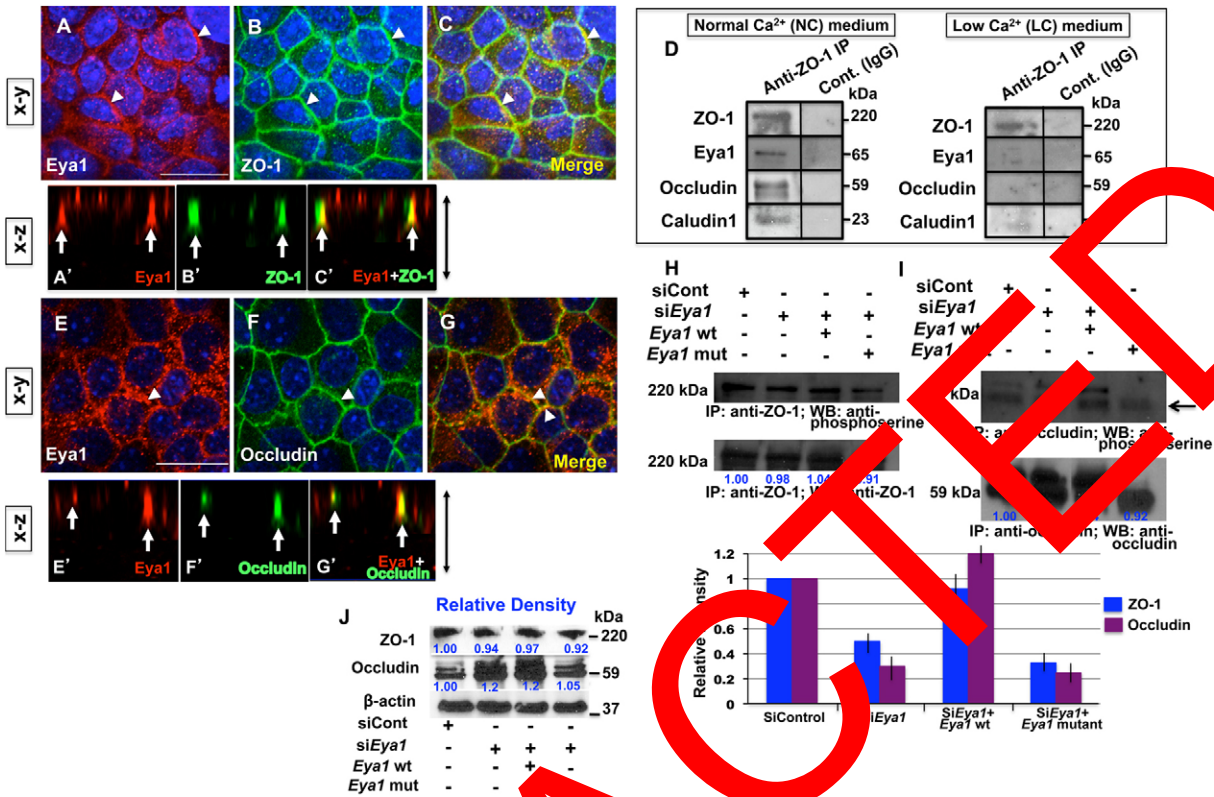 A
B
C
x-y
Eya1
ZO-1
Merge
x-z
A’
Eya1
B’
ZO-1
C’
Eya1+ZO-1
E
F
G
x-y
Eya1
Occludin
Merge
x-z
E’
Eya1
F’
Occludin
G’
Eya1+
Occludin
Normal Ca²⁺ (NC) medium
Low Ca²⁺ (LC) medium
D
Anti-ZO-1 IP
Cont. (IgG)
kDa
ZO-1
220
Eya1
65
Occludin
59
Caludin1
23
Anti-ZO-1 IP
Cont. (IgG)
kDa
ZO-1
220
Eya1
65
Occludin
59
Caludin1
H
siCont + - - -
siEya1 - + + +
Eya1 wt - - + -
Eya1 mut - - - +
220 kDa
IP: anti-ZO-1; WB: anti-
phosphoserine
220 kDa
1.00 0.98 1.04 0.91
IP: anti-ZO-1; anti-ZO-1
I
siCont + -
siEya1 + +
Eya1 wt - +
Eya1 - - - +
kDa
occludin; WB:
phosphoserine
59 kDa
1.00 0.92
IP: WB: anti-
occludin
1.2
1
0.8
0.6
0.4
0.2
0
Relative
ZO-1
Occludin
SiControl
SiEya1+
Eya1 wt
SiEya1+
Eya1 mutant
J
Relative Density
kDa
ZO-1
220
1.00 0.94 0.97 0.92
Occludin
59
1.00 1.2 1.2 1.05
β-actin
37
siCont + - - -
siEya1 - + + +
Eya1 wt - - + -
Eya1 mut - -